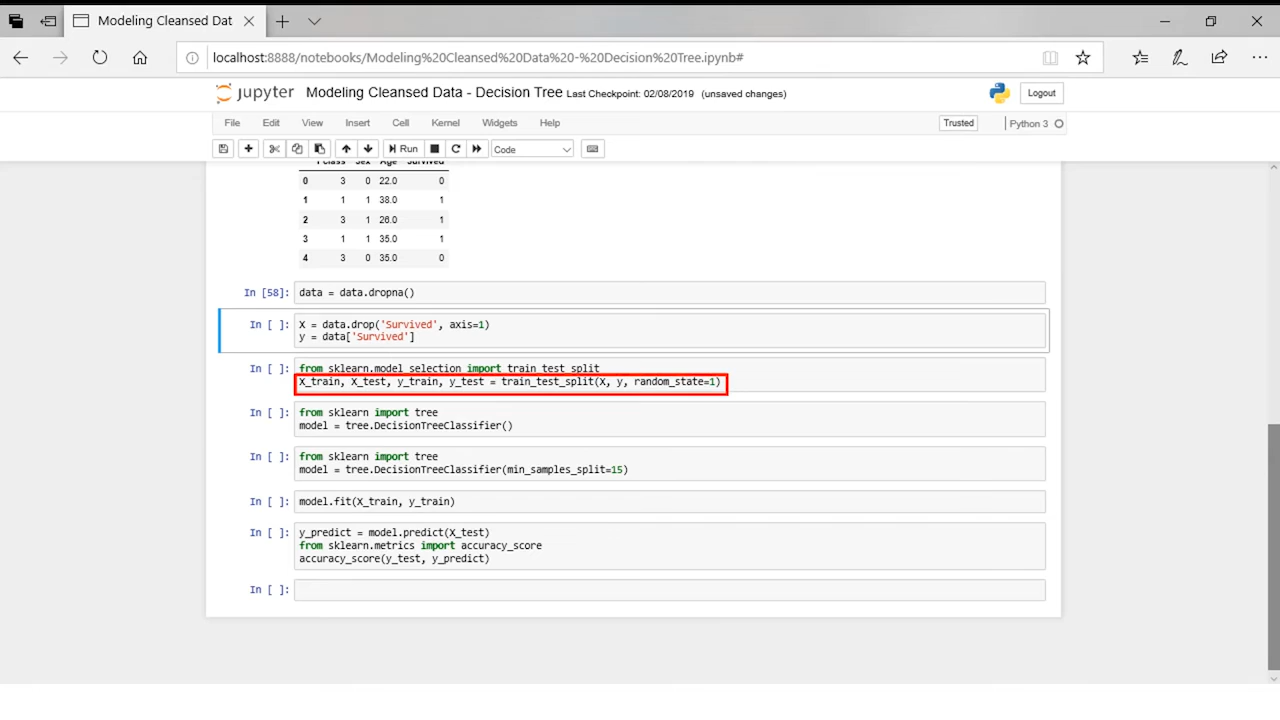 Modeling Cleansed Dat
localhost:8888/notebooks/Modeling%20Cleansed%20Data%20-%20Decision%20Tree.ipynb#
jupyter Modeling Cleansed Data - Decision Tree Last Checkpoint: 02/08/2019 (unsaved changes) Logout
File Edit View Insert Cell Kernel Widgets Help Trusted Python 3
Run Code
Pclass Sex Age Survived
0 3 0 22.0 0
1 1 1 38.0 1
2 3 1 26.0 1
3 1 1 35.0 1
4 3 0 35.0 0
In [58]: data = data.dropna()
In [ ]: X = data.drop('Survived', axis=1)
y = data['Survived']
In [ ]: from sklearn.model_selection import train_test_split
X_train, X_test, y_train, y_test = train_test_split(X, y, random_state=1)
In [ ]: from sklearn import tree
model = tree.DecisionTreeClassifier()
In [ ]: from sklearn import tree
model = tree.DecisionTreeClassifier(min_samples_split=15)
In [ ]: model.fit(X_train, y_train)
In [ ]: y_predict = model.predict(X_test)
from sklearn.metrics import accuracy_score
accuracy_score(y_test, y_predict)
In [ ]: